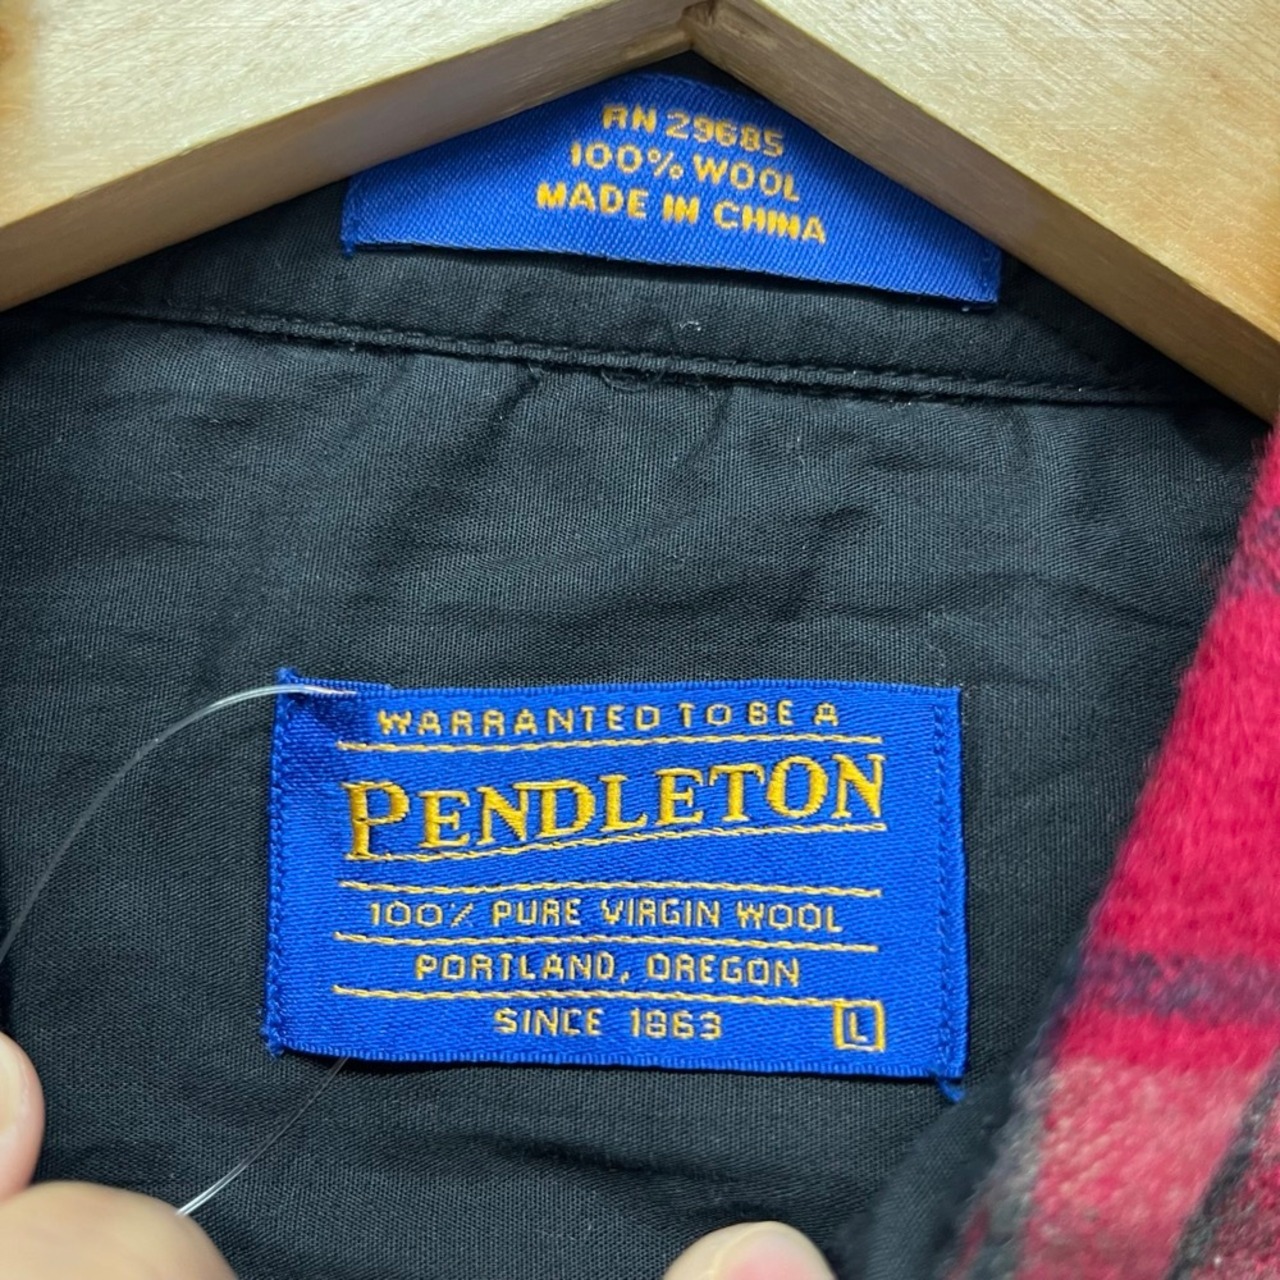 RN 29685
100% WOOL
MADE IN CHINA
WARRANTED TO BE A
PENDLETON
100% PURE VIRGIN WOOL
PORTLAND, OREGON
SINCE 1863
L